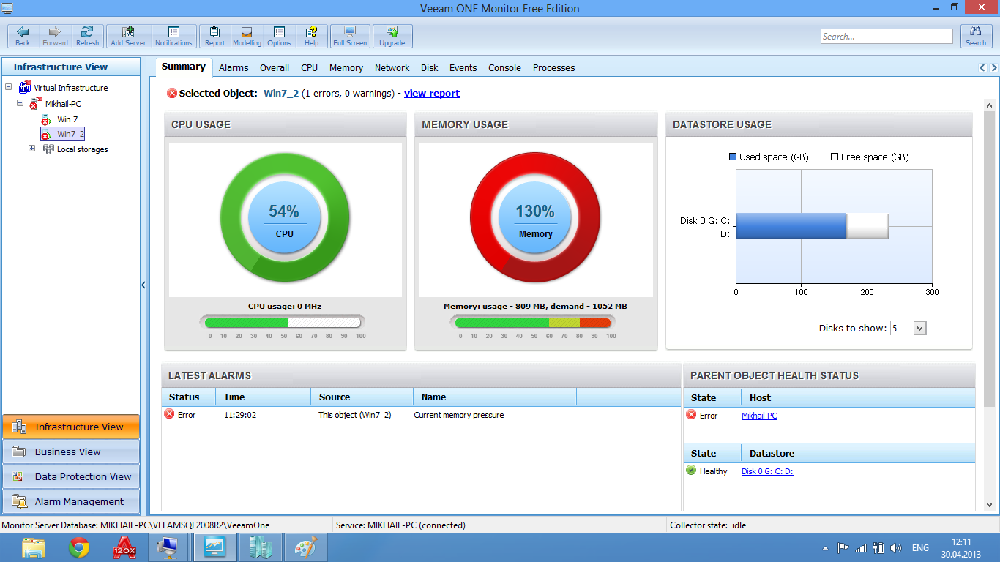 Veeam ONE Monitor Free Edition
Back Forward Refresh Add Server Notifications Report Modelling Options Help Full Screen Upgrade Search... Search
Infrastructure View
Virtual Infrastructure
Mikhail-PC
Win 7
Win7_2
Local storages
Summary Alarms Overall CPU Memory Network Disk Events Console Processes
Selected Object: Win7_2 (1 errors, 0 warnings) - view report
CPU USAGE
54%
CPU
CPU usage: 0 MHz
0 10 20 30 40 50 60 70 80 90 100
MEMORY USAGE
130%
Memory
Memory: usage - 809 MB, demand - 1052 MB
0 10 20 30 40 50 60 70 80 90 100
DATASTORE USAGE
Used space (GB) Free space (GB)
Disk 0 G: C:
D:
0 100 200 300
Disks to show: 5
LATEST ALARMS
Status Time Source Name
Error 11:29:02 This object (Win7_2) Current memory pressure
PARENT OBJECT HEALTH STATUS
State Host
Error Mikhail-PC
State Datastore
Healthy Disk 0 G: C: D:
Infrastructure View
Business View
Data Protection View
Alarm Management
Monitor Server Database: MIKHAIL-PC\VEEAMSQL2008R2\VeeamOne Service: MIKHAIL-PC (connected) Collector state: idle
120%
ENG
12:11
30.04.2013